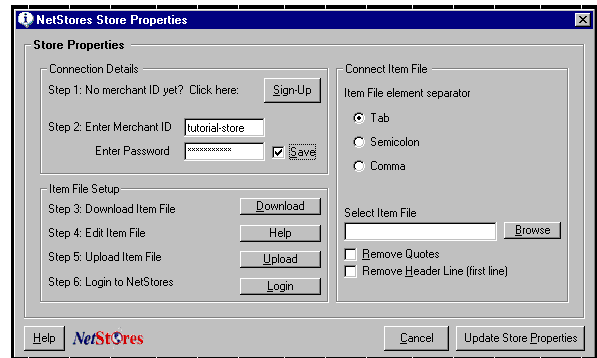 NetStores Store Properties
Store Properties
Connection Details
Step 1: No merchant ID yet? Click here:
Sign-Up
Step 2: Enter Merchant ID
tutorial-store
Enter Password
xxxxxxxxxxx
Save
Item File Setup
Step 3: Download Item File
Download
Step 4: Edit Item File
Help
Step 5: Upload Item File
Upload
Step 6: Login to NetStores
Login
Connect Item File
Item File element separator
Tab
Semicolon
Comma
Select Item File
Browse
Remove Quotes
Remove Header Line (first line)
Help
NetStores
Cancel
Update Store Properties